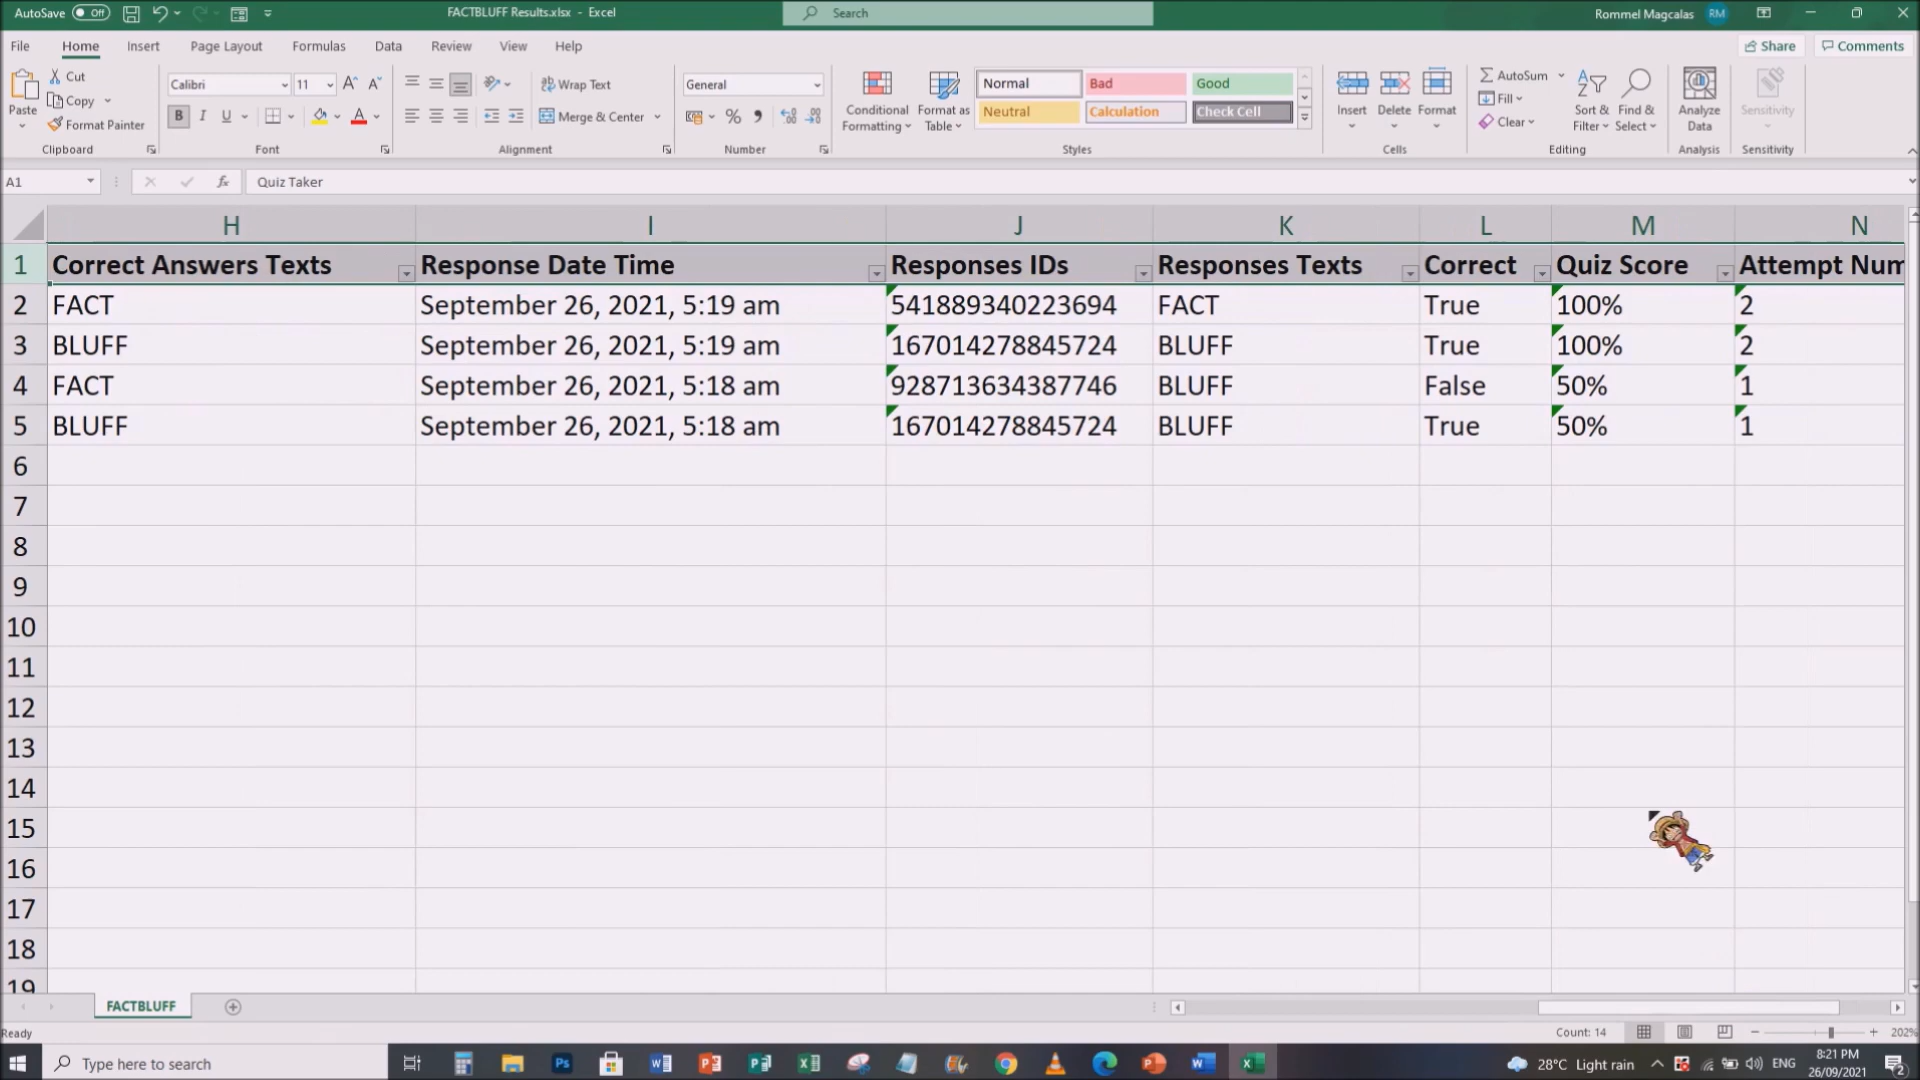 AutoSave Off FACTBLUFF Results.xlsx - Excel Search Rommel Magcalas RM
File Home Insert Page Layout Formulas Data Review View Help Share Comments
Paste Cut Copy Format Painter Clipboard
Calibri 11 B I U Font
Wrap Text Merge & Center Alignment
General % Number
Conditional Formatting Format as Table
Normal Bad Good
Neutral Calculation Check Cell
Styles
Insert Delete Format Cells
AutoSum Fill Clear Sort & Filter Find & Select Editing
Analyze Data Analysis
Sensitivity Sensitivity
A1 fx Quiz Taker
H I J K L M N
1 Correct Answers Texts Response Date Time Responses IDs Responses Texts Correct Quiz Score Attempt Num
2 FACT September 26, 2021, 5:19 am 541889340223694 FACT True 100% 2
3 BLUFF September 26, 2021, 5:19 am 167014278845724 BLUFF True 100% 2
4 FACT September 26, 2021, 5:18 am 928713634387746 BLUFF False 50% 1
5 BLUFF September 26, 2021, 5:18 am 167014278845724 BLUFF True 50% 1
6
7
8
9
10
11
12
13
14
15
16
17
18
19
FACTBLUFF
Ready Count: 14 202%
Type here to search 28°C Light rain ENG 8:21 PM
26/09/2021 2